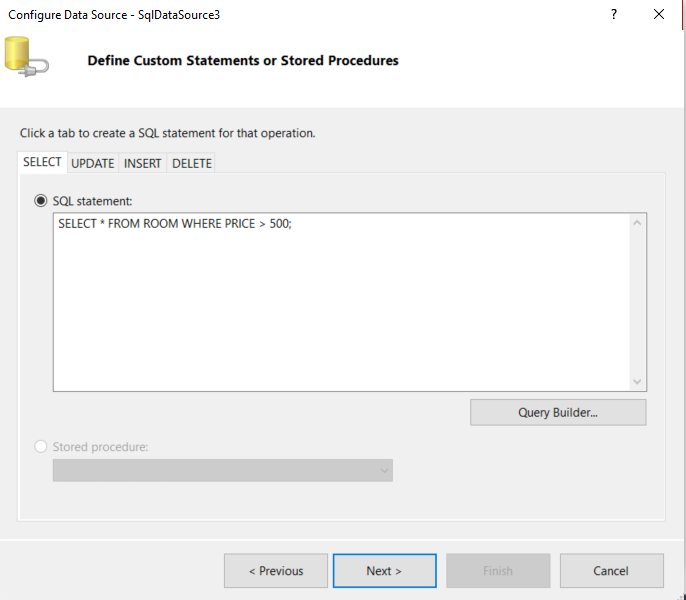 Configure Data Source - SqlDataSource3
?
Define Custom Statements or Stored Procedures
Click a tab to create a SQL statement for that operation.
SELECT UPDATE INSERT DELETE
SQL statement:
SELECT * FROM ROOM WHERE PRICE > 500;
Query Builder...
Stored procedure:
< Previous Next > Finish Cancel